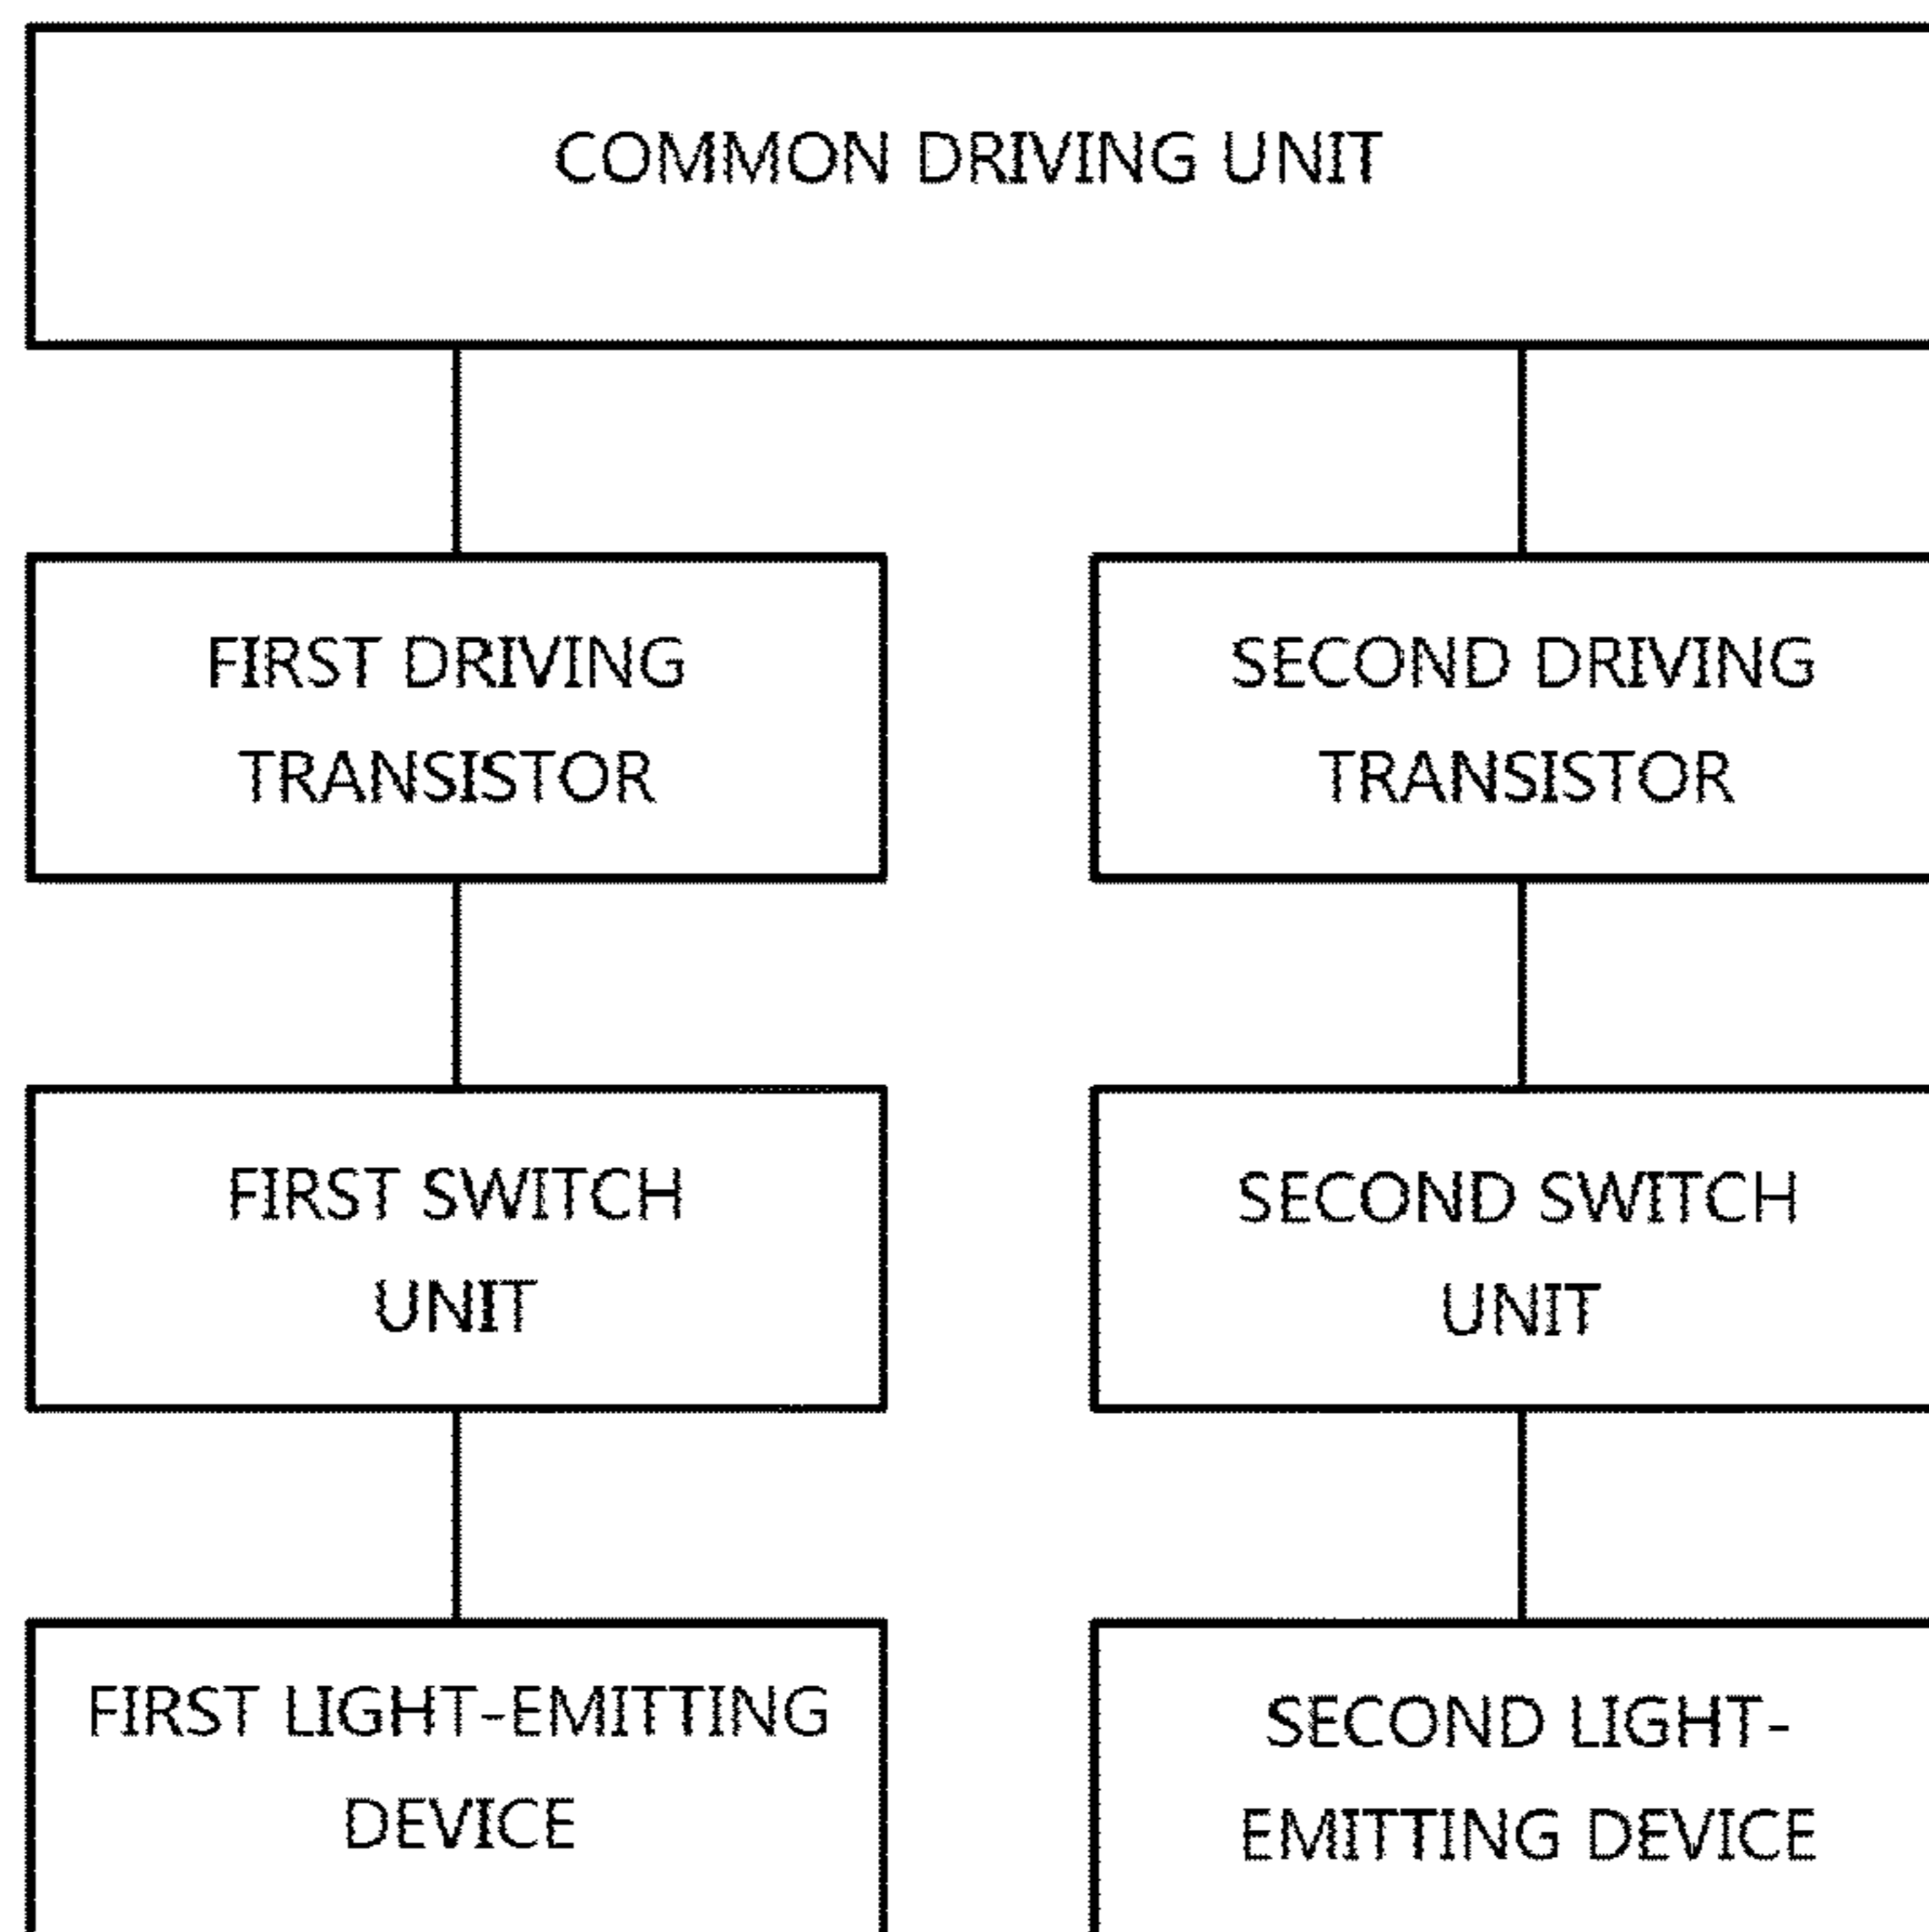 COMMON DRIVING UNIT
FIRST DRIVING
TRANSISTOR
SECOND DRIVING
TRANSISTOR
FIRST SWITCH
UNIT
SECOND SWITCH
UNIT
FIRST LIGHT-EMITTING
DEVICE
SECOND LIGHT-
EMITTING DEVICE